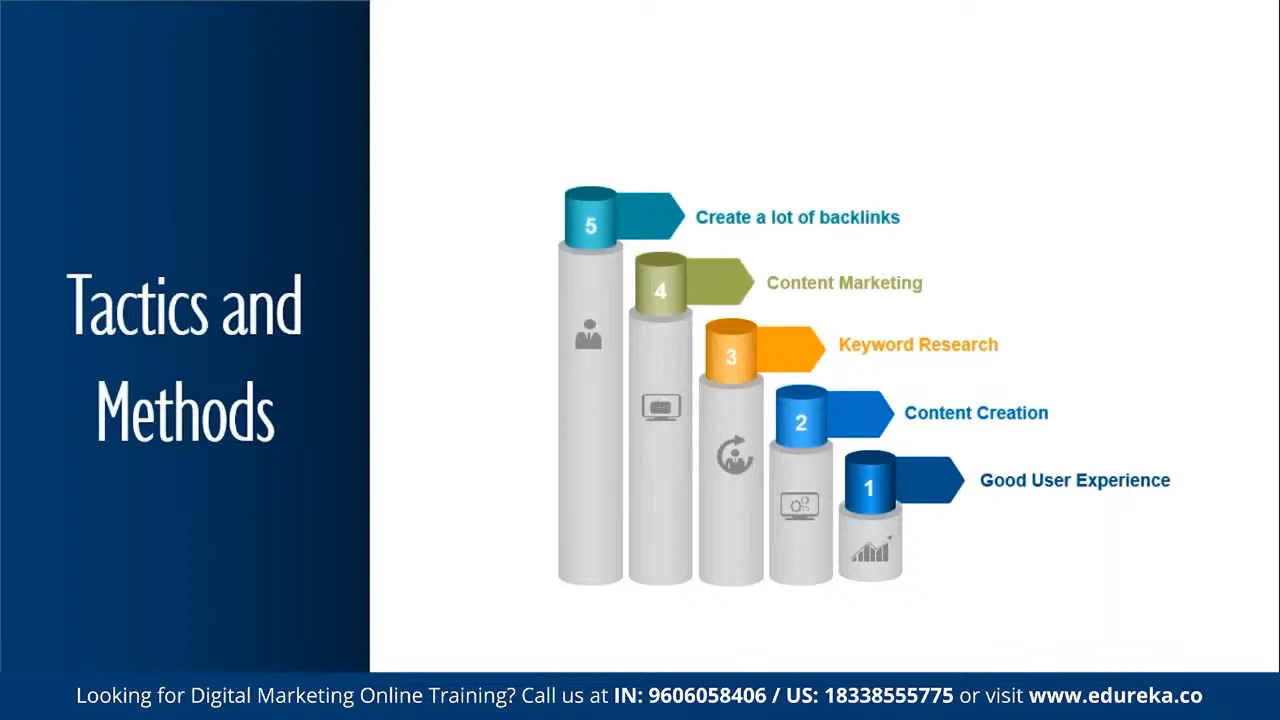 Tactics and
Methods
5
Create a lot of backlinks
4
Content Marketing
3
Keyword Research
2
Content Creation
1
Good User Experience
Looking for Digital Marketing Online Training? Call us at IN: 9606058406 / US: 18338555775 or visit www.edureka.co